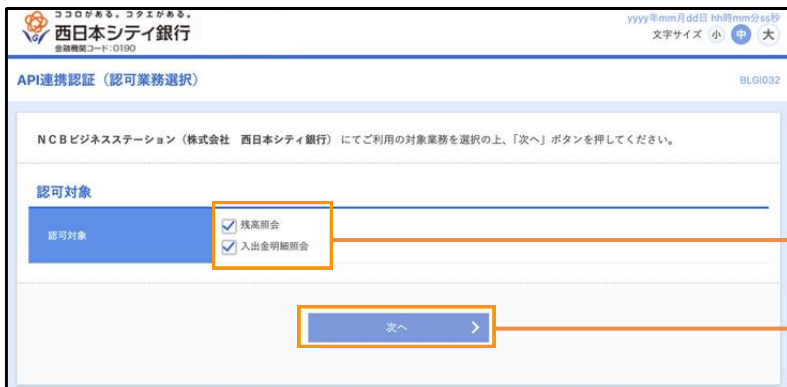 ココロがある。コタエがある。
西日本シティ銀行
金融機関コード:0190
yyyy年mm月dd日 hh時mm分ss秒
文字サイズ 小 中 大
API連携認証（認可業務選択）
BLGI032
NCBビジネスステーション（株式会社 西日本シティ銀行） にてご利用の対象業務を選択の上、「次へ」ボタンを押してください。
認可対象
認可対象
残高照会
入出金明細照会
次へ